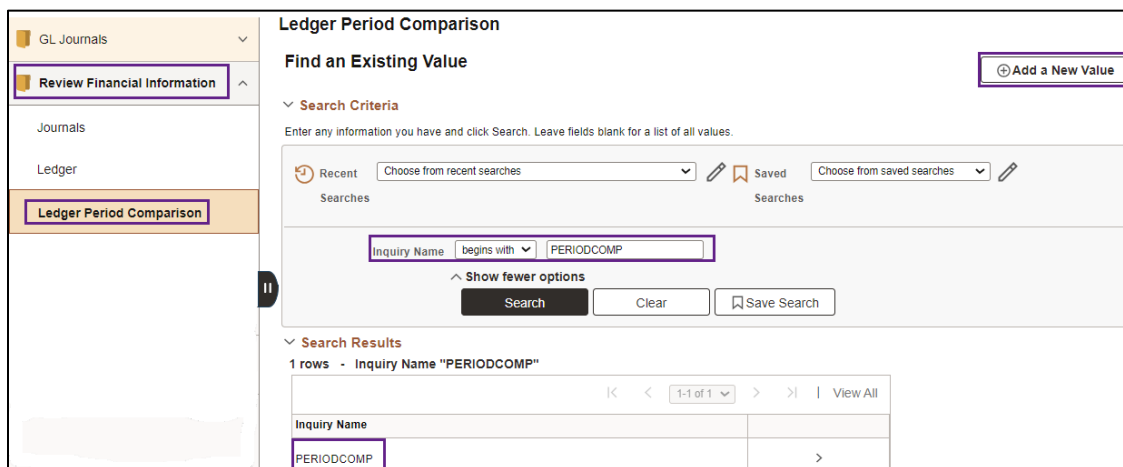 GL Journals
Review Financial Information
Journals
Ledger
Ledger Period Comparison
Ledger Period Comparison
Find an Existing Value
Add a New Value
Search Criteria
Enter any information you have and click Search. Leave fields blank for a list of all values.
Recent Searches
Choose from recent searches
Saved Searches
Choose from saved searches
Inquiry Name begins with PERIODCOMP
Show fewer options
Search Clear Save Search
Search Results
1 rows - Inquiry Name "PERIODCOMP"
1-1 of 1 | View All
Inquiry Name
PERIODCOMP